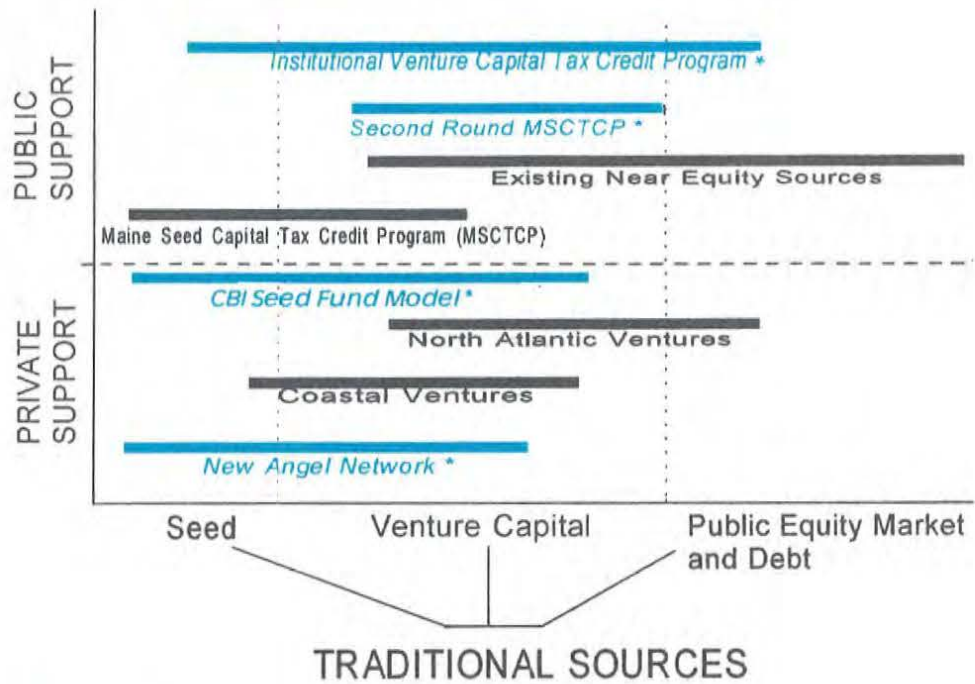 PUBLIC
SUPPORT
Institutional Venture Capital Tax Credit Program *
Second Round MSCTCP *
Existing Near Equity Sources
Maine Seed Capital Tax Credit Program (MSCTCP)
PRIVATE
SUPPORT
CBI Seed Fund Model *
North Atlantic Ventures
Coastal Ventures
New Angel Network *
Seed
Venture Capital
Public Equity Market
and Debt
TRADITIONAL SOURCES